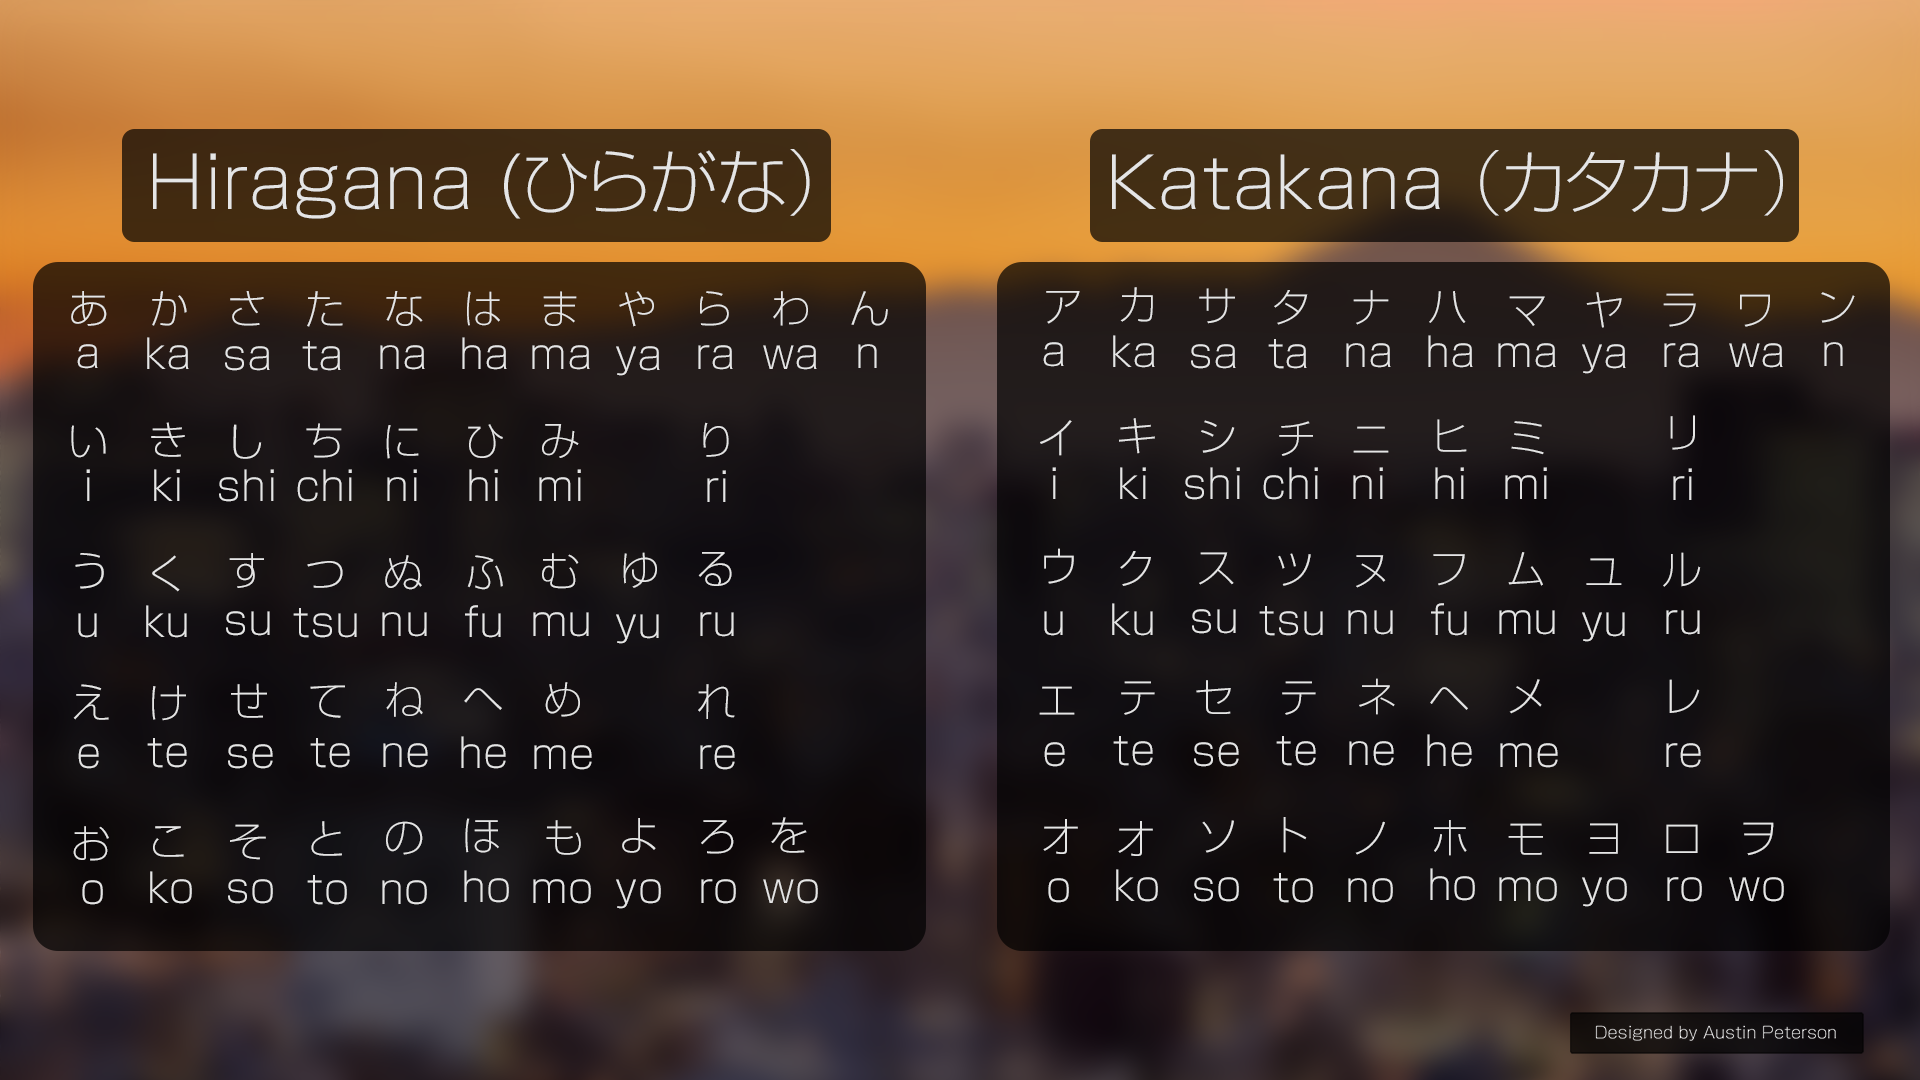 Hiragana (ひらがな)
あ か さ た な は ま や ら わ ん
a ka sa ta na ha ma ya ra wa n
い き し ち に ひ み り
i ki shi chi ni hi mi ri
う く す つ ぬ ふ む ゆ る
u ku su tsu nu fu mu yu ru
え け せ て ね へ め れ
e te se te ne he me re
お こ そ と の ほ も よ ろ を
o ko so to no ho mo yo ro wo
Katakana (カタカナ)
ア カ サ タ ナ ハ マ ヤ ラ ワ ン
a ka sa ta na ha ma ya ra wa n
イ キ シ チ ニ ヒ ミ リ
i ki shi chi ni hi mi ri
ウ ク ス ツ ヌ フ ム ユ ル
u ku su tsu nu fu mu yu ru
エ テ セ テ ネ ヘ メ レ
e te se te ne he me re
オ オ ソ ト ノ ホ モ ヨ ロ ヲ
o ko so to no ho mo yo ro wo
Designed by Austin Peterson